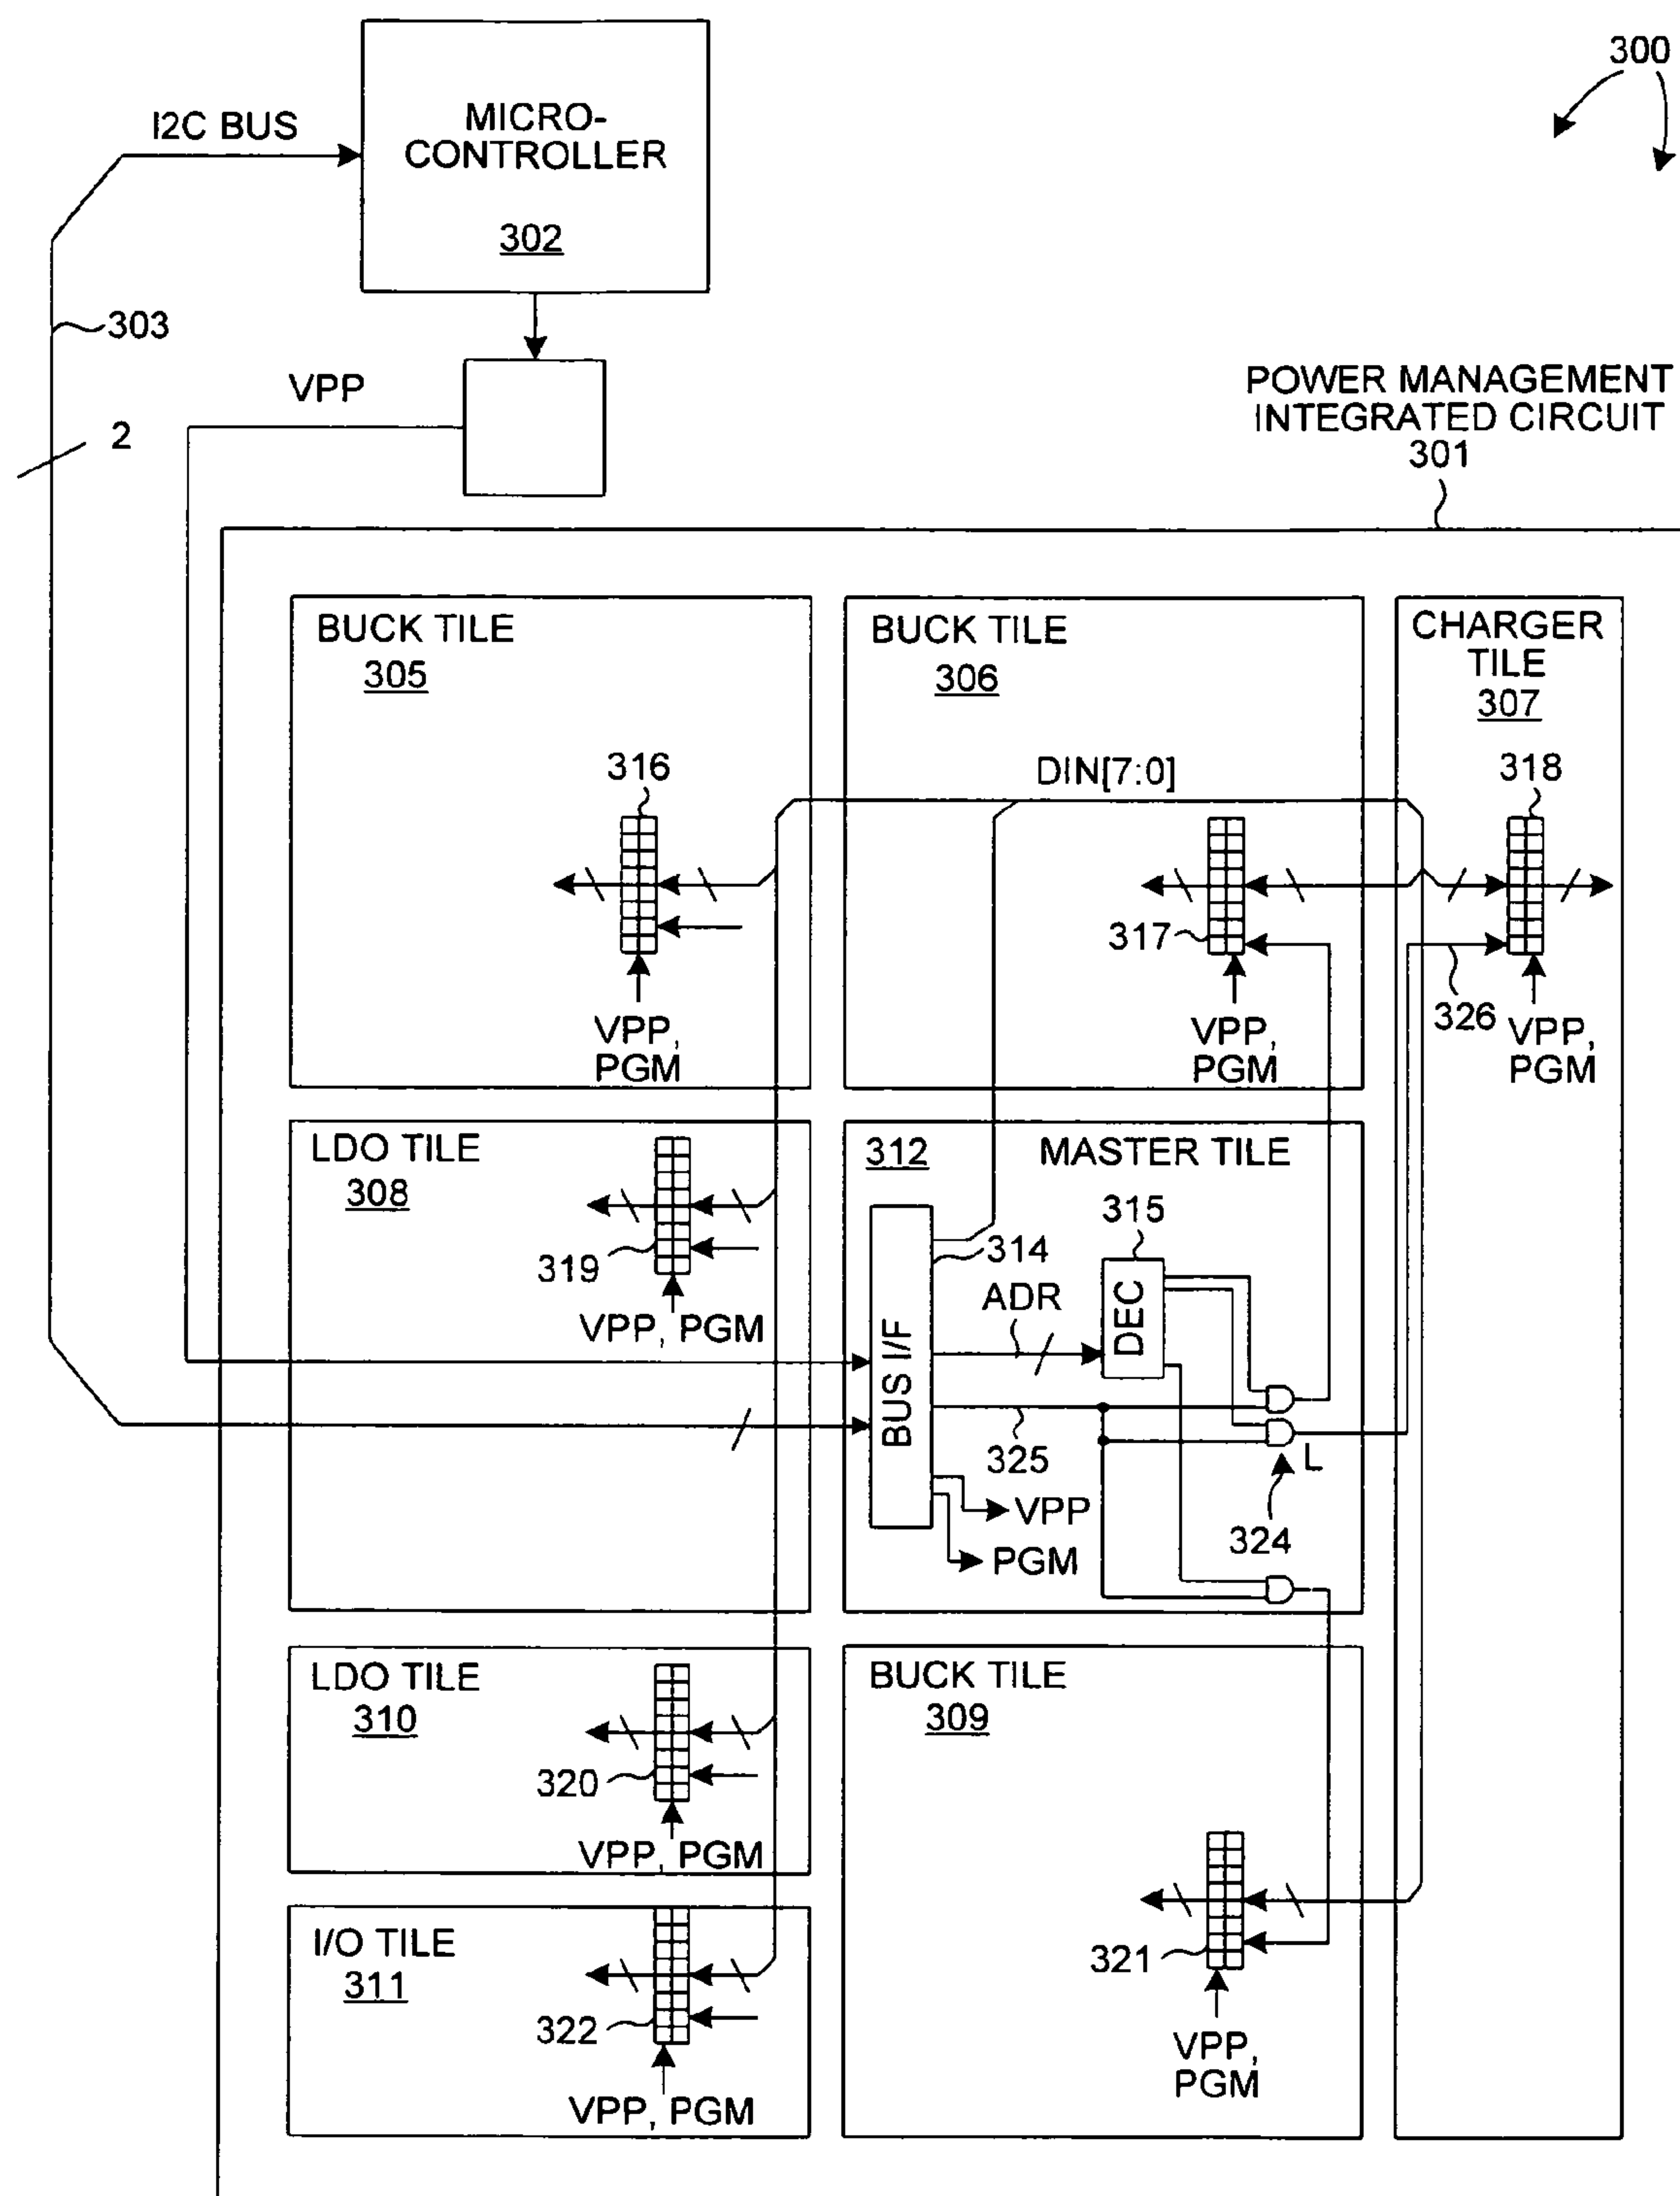 300
I2C BUS
MICRO-
CONTROLLER
302
303
VPP
2
POWER MANAGEMENT
INTEGRATED CIRCUIT
301
BUCK TILE
305
316
VPP,
PGM
BUCK TILE
306
DIN[7:0]
317
VPP,
PGM
CHARGER
TILE
307
318
326
VPP,
PGM
LDO TILE
308
319
VPP, PGM
312
MASTER TILE
314
315
ADR
DEC
BUS I/F
325
L
324
VPP
PGM
LDO TILE
310
320
VPP, PGM
BUCK TILE
309
321
VPP,
PGM
I/O TILE
311
322
VPP, PGM